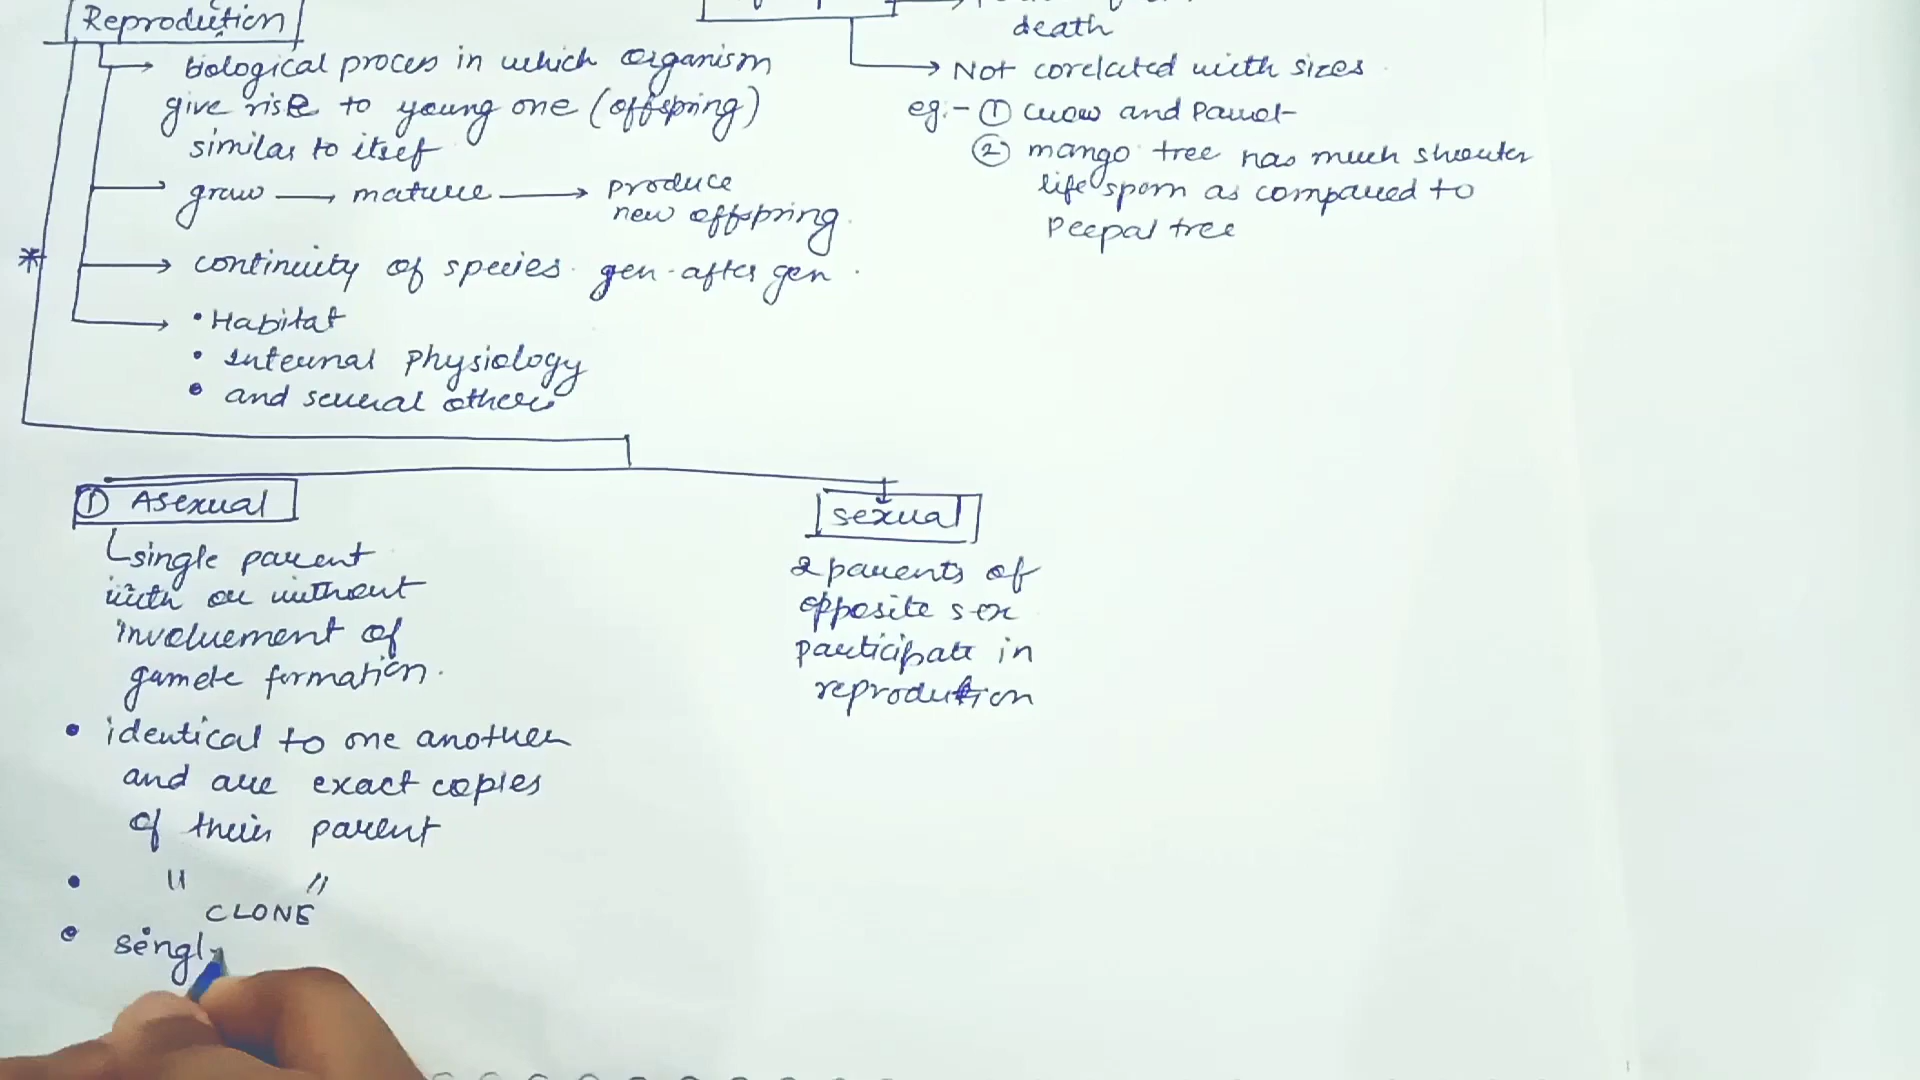 Reproduction
biological proces in which organism
give rise to young one (offspring)
similar to itself
grow → mature → produce
new offspring.
continuity of species gen-after gen.
• Habitat
• internal physiology
• and several others
death
→ Not corelated with sizes
eg:- ① Crow and Parrot
② mango tree has much shorter
life span as compared to
Peepal tree
*
① Asexual
single parent
with or without
involvement of
gamete formation.
• identical to one another
and are exact copies
of their parent
• " "
CLONE
• singl
sexual
2 parents of
opposite sex
participate in
reproduction